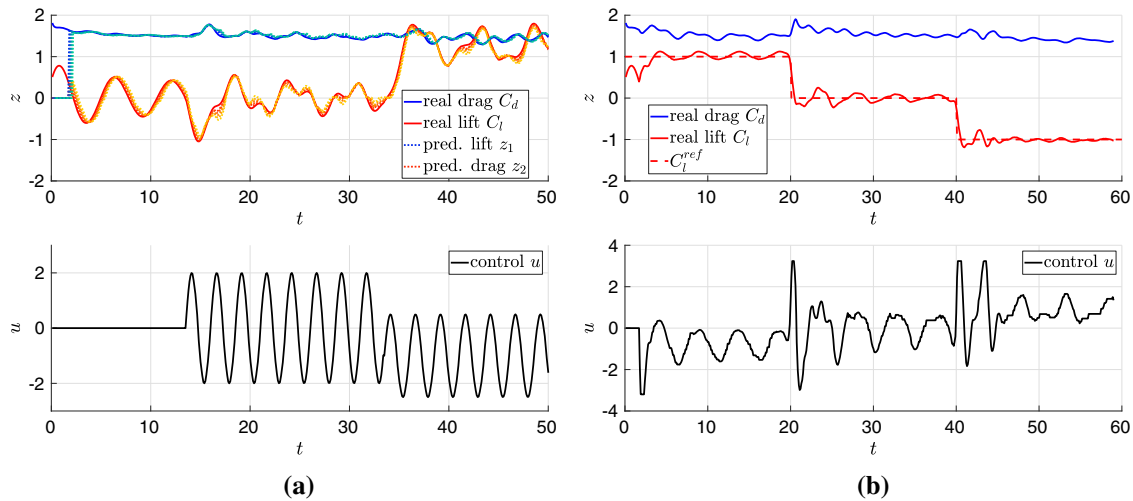 2
1
0
-1
-2
z
real drag C_d
real lift C_l
pred. lift z_1
pred. drag z_2
0 10 20 30 40 50
t
2
0
-2
u
control u
0 10 20 30 40 50
t
(a)
2
1
0
-1
-2
z
real drag C_d
real lift C_l
C_l^{ref}
0 10 20 30 40 50 60
t
4
2
0
-2
-4
u
control u
0 10 20 30 40 50 60
t
(b)